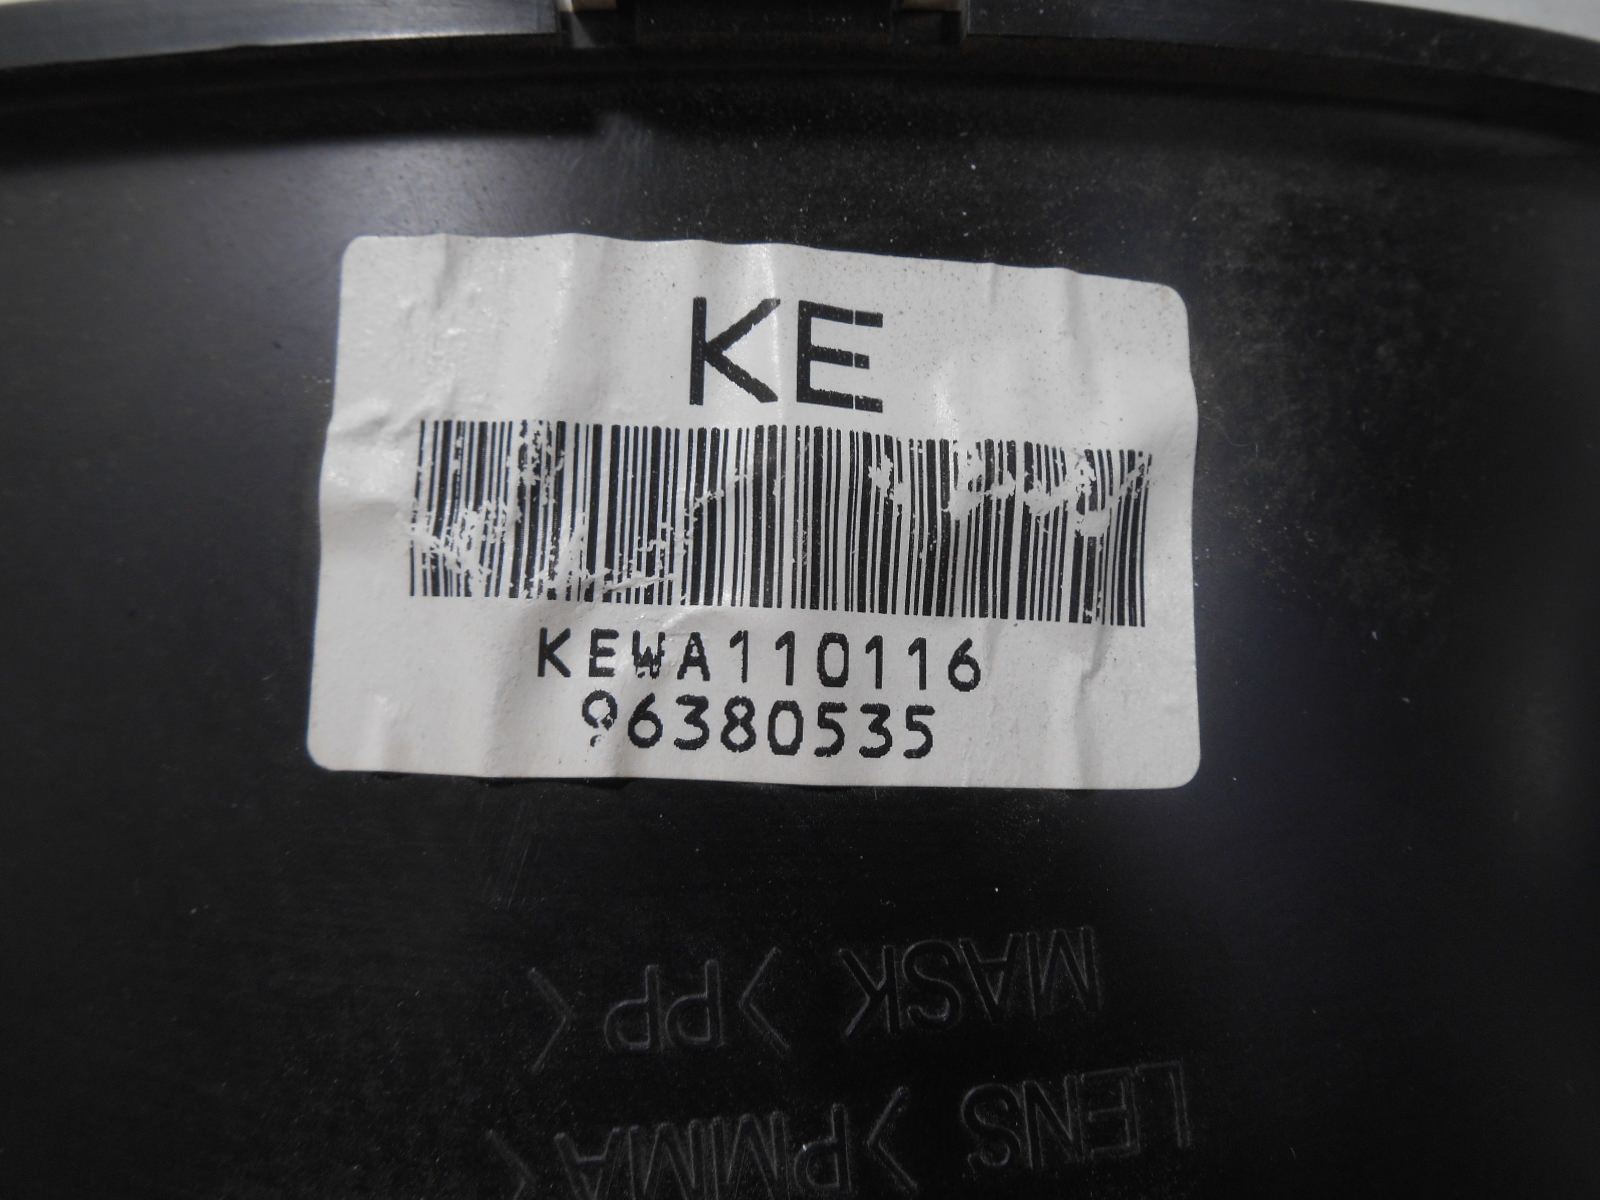 KE
KEWA110116
96380535
LENS >PMMA<
MASK >PP<